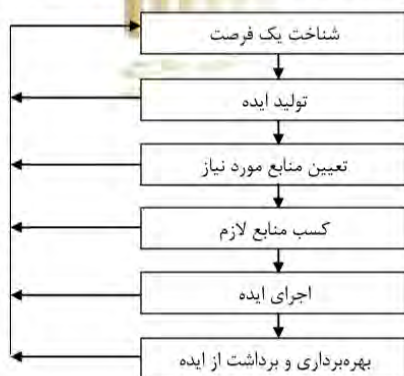 شناخت یک فرصت
تولید ایده
تعیین منابع مورد نیاز
کسب منابع لازم
اجرای ایده
بهره‌برداری و برداشت از ایده